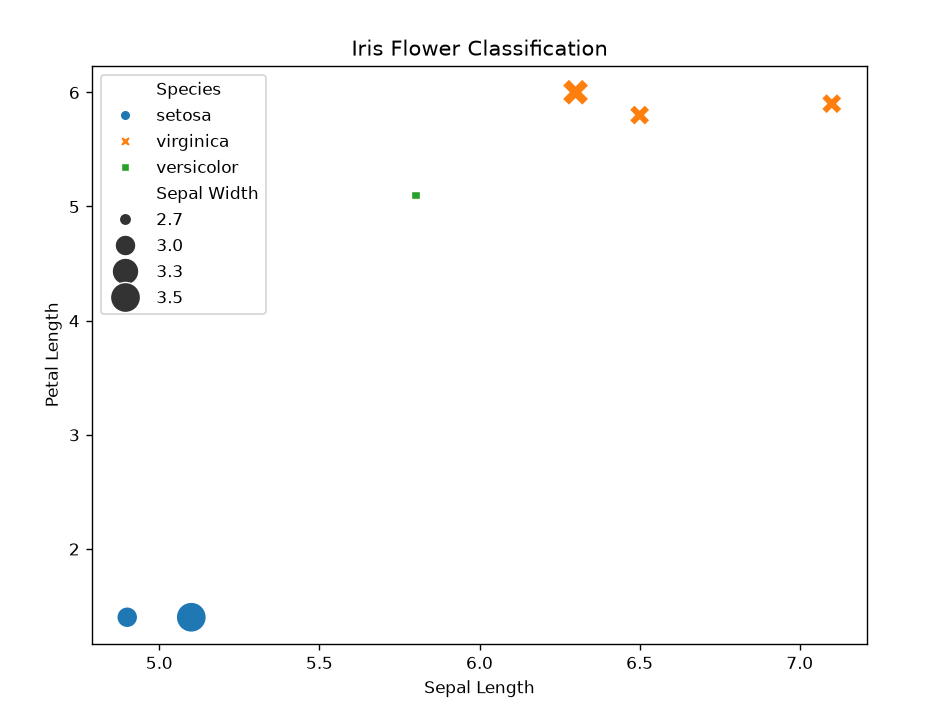 Iris Flower Classification
Species
setosa
virginica
versicolor
Sepal Width
2.7
3.0
3.3
3.5
6
5
4
3
2
Petal Length
5.0 5.5 6.0 6.5 7.0
Sepal Length